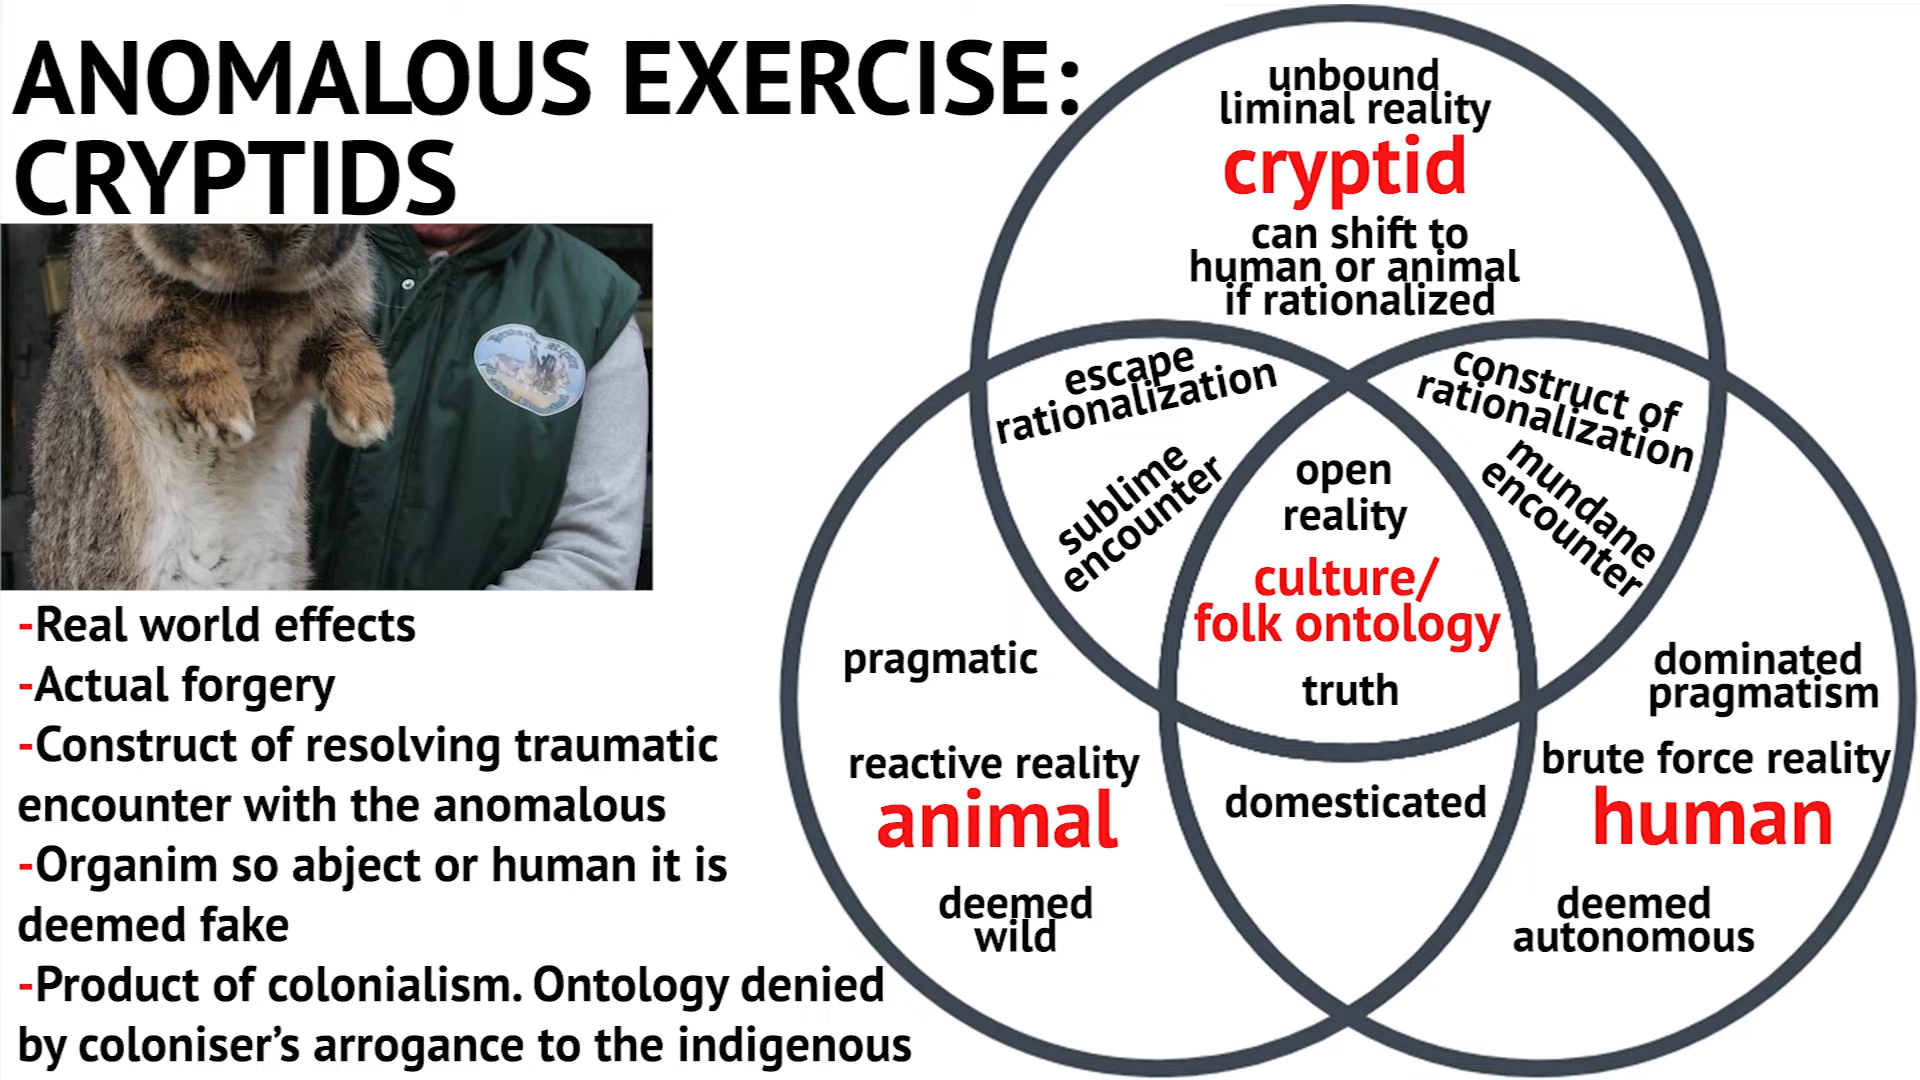 ANOMALOUS EXERCISE:
CRYPTIDS
-Real world effects
-Actual forgery
-Construct of resolving traumatic
encounter with the anomalous
-Organim so abject or human it is
deemed fake
-Product of colonialism. Ontology denied
by coloniser's arrogance to the indigenous
unbound
liminal reality
cryptid
can shift to
human or animal
if rationalized
escape
rationalization
sublime
encounter
construct of
rationalization
mundane
encounter
open
reality
culture/
folk ontology
truth
pragmatic
reactive reality
animal
deemed
wild
domesticated
dominated
pragmatism
brute force reality
human
deemed
autonomous